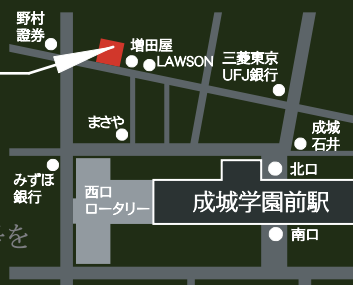 野村
證券
増田屋
LAWSON
三菱東京
UFJ銀行
まさや
成城
石井
みずほ
銀行
西口
ロータリー
北口
成城学園前駅
南口
を